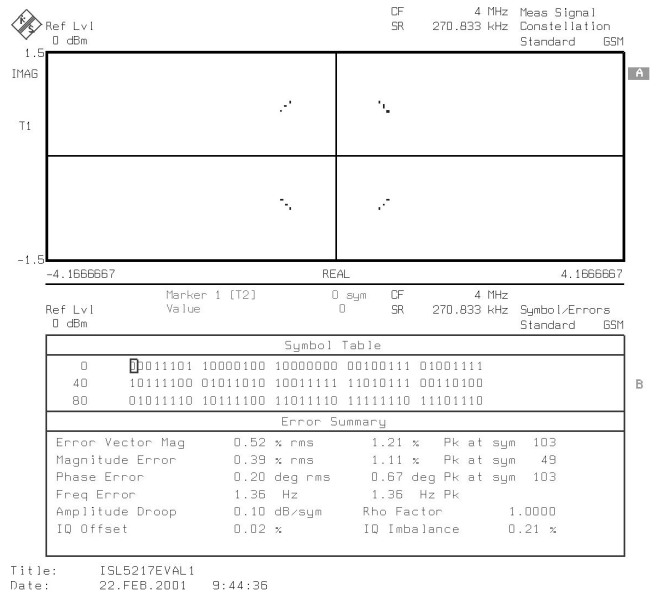 R/S
CF 4 MHz Meas Signal
Ref Lvl SR 270.833 kHz Constellation
0 dBm Standard GSM
1.5
IMAG
A
T1
-1.5
-4.1666667 REAL 4.1666667
Marker 1 [T2] 0 sym CF 4 MHz
Ref Lvl Value 0 SR 270.833 kHz Symbol/Errors
0 dBm Standard GSM
Symbol Table
0 00011101 10000100 10000000 00100111 01001111
40 10111100 01011010 10011111 11010111 00110100
80 01011110 10111100 11011110 11111110 11101110
B
Error Summary
Error Vector Mag 0.52 % rms 1.21 % Pk at sym 103
Magnitude Error 0.39 % rms 1.11 % Pk at sym 49
Phase Error 0.20 deg rms 0.67 deg Pk at sym 103
Freq Error 1.36 Hz 1.36 Hz Pk
Amplitude Droop 0.10 dB/sym Rho Factor 1.0000
IQ Offset 0.02 % IQ Imbalance 0.21 %
Title: ISL5217EVAL1
Date: 22.FEB.2001 9:44:36